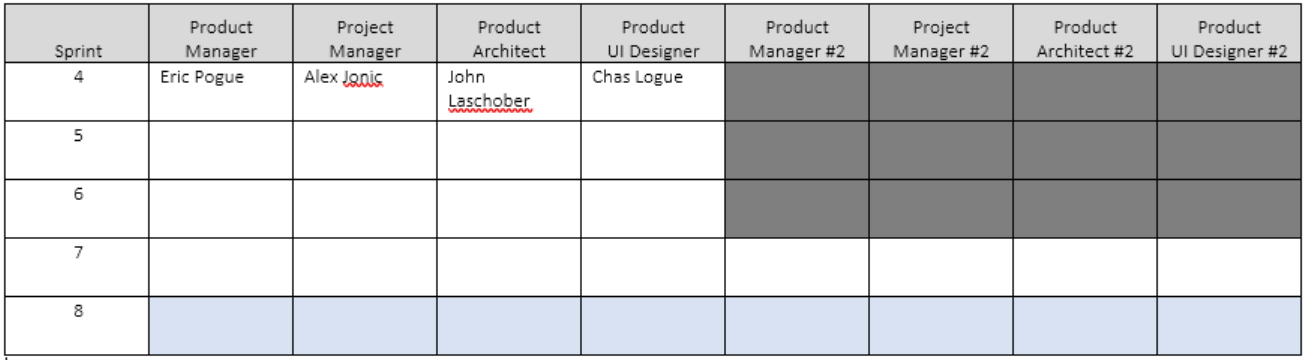 Sprint Product Manager Project Manager Product Architect Product UI Designer Product Manager #2 Project Manager #2 Product Architect #2 Product UI Designer #2
4 Eric Pogue Alex Jonic John Laschober Chas Logue
5
6
7
8